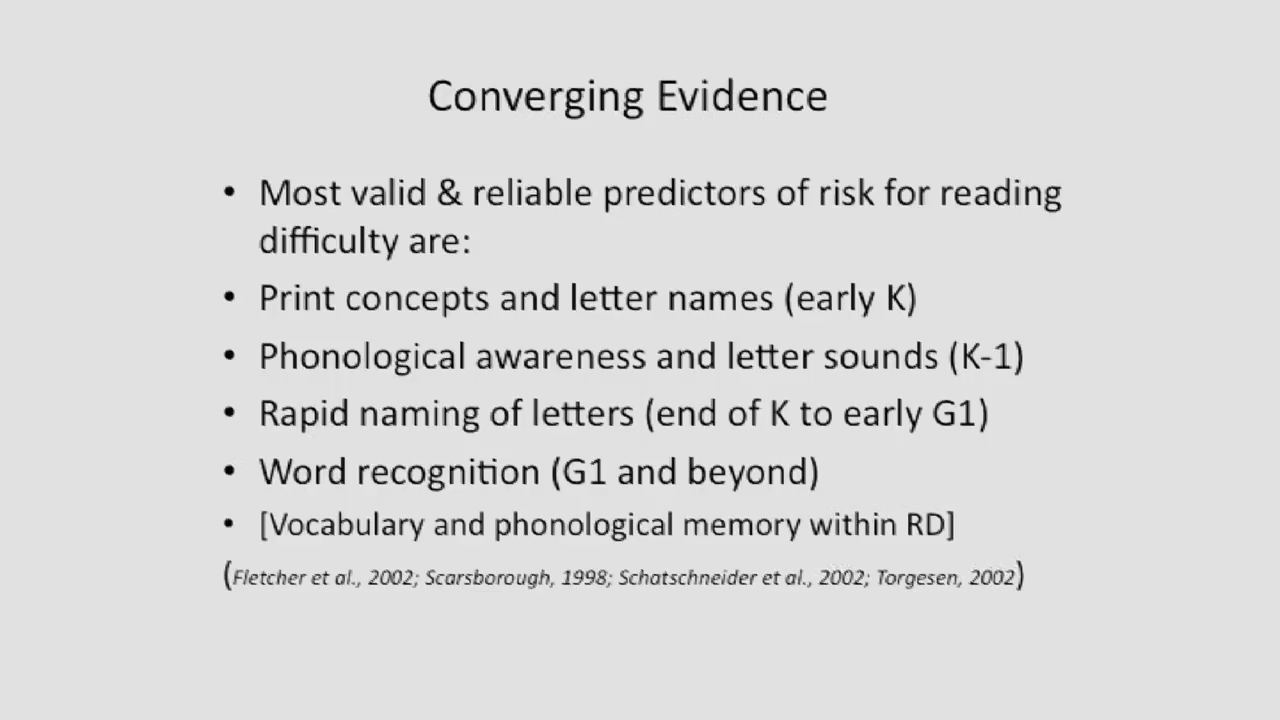 Converging Evidence
• Most valid & reliable predictors of risk for reading
difficulty are:
• Print concepts and letter names (early K)
• Phonological awareness and letter sounds (K-1)
• Rapid naming of letters (end of K to early G1)
• Word recognition (G1 and beyond)
• [Vocabulary and phonological memory within RD]
(Fletcher et al., 2002; Scarsborough, 1998; Schatschneider et al., 2002; Torgesen, 2002)